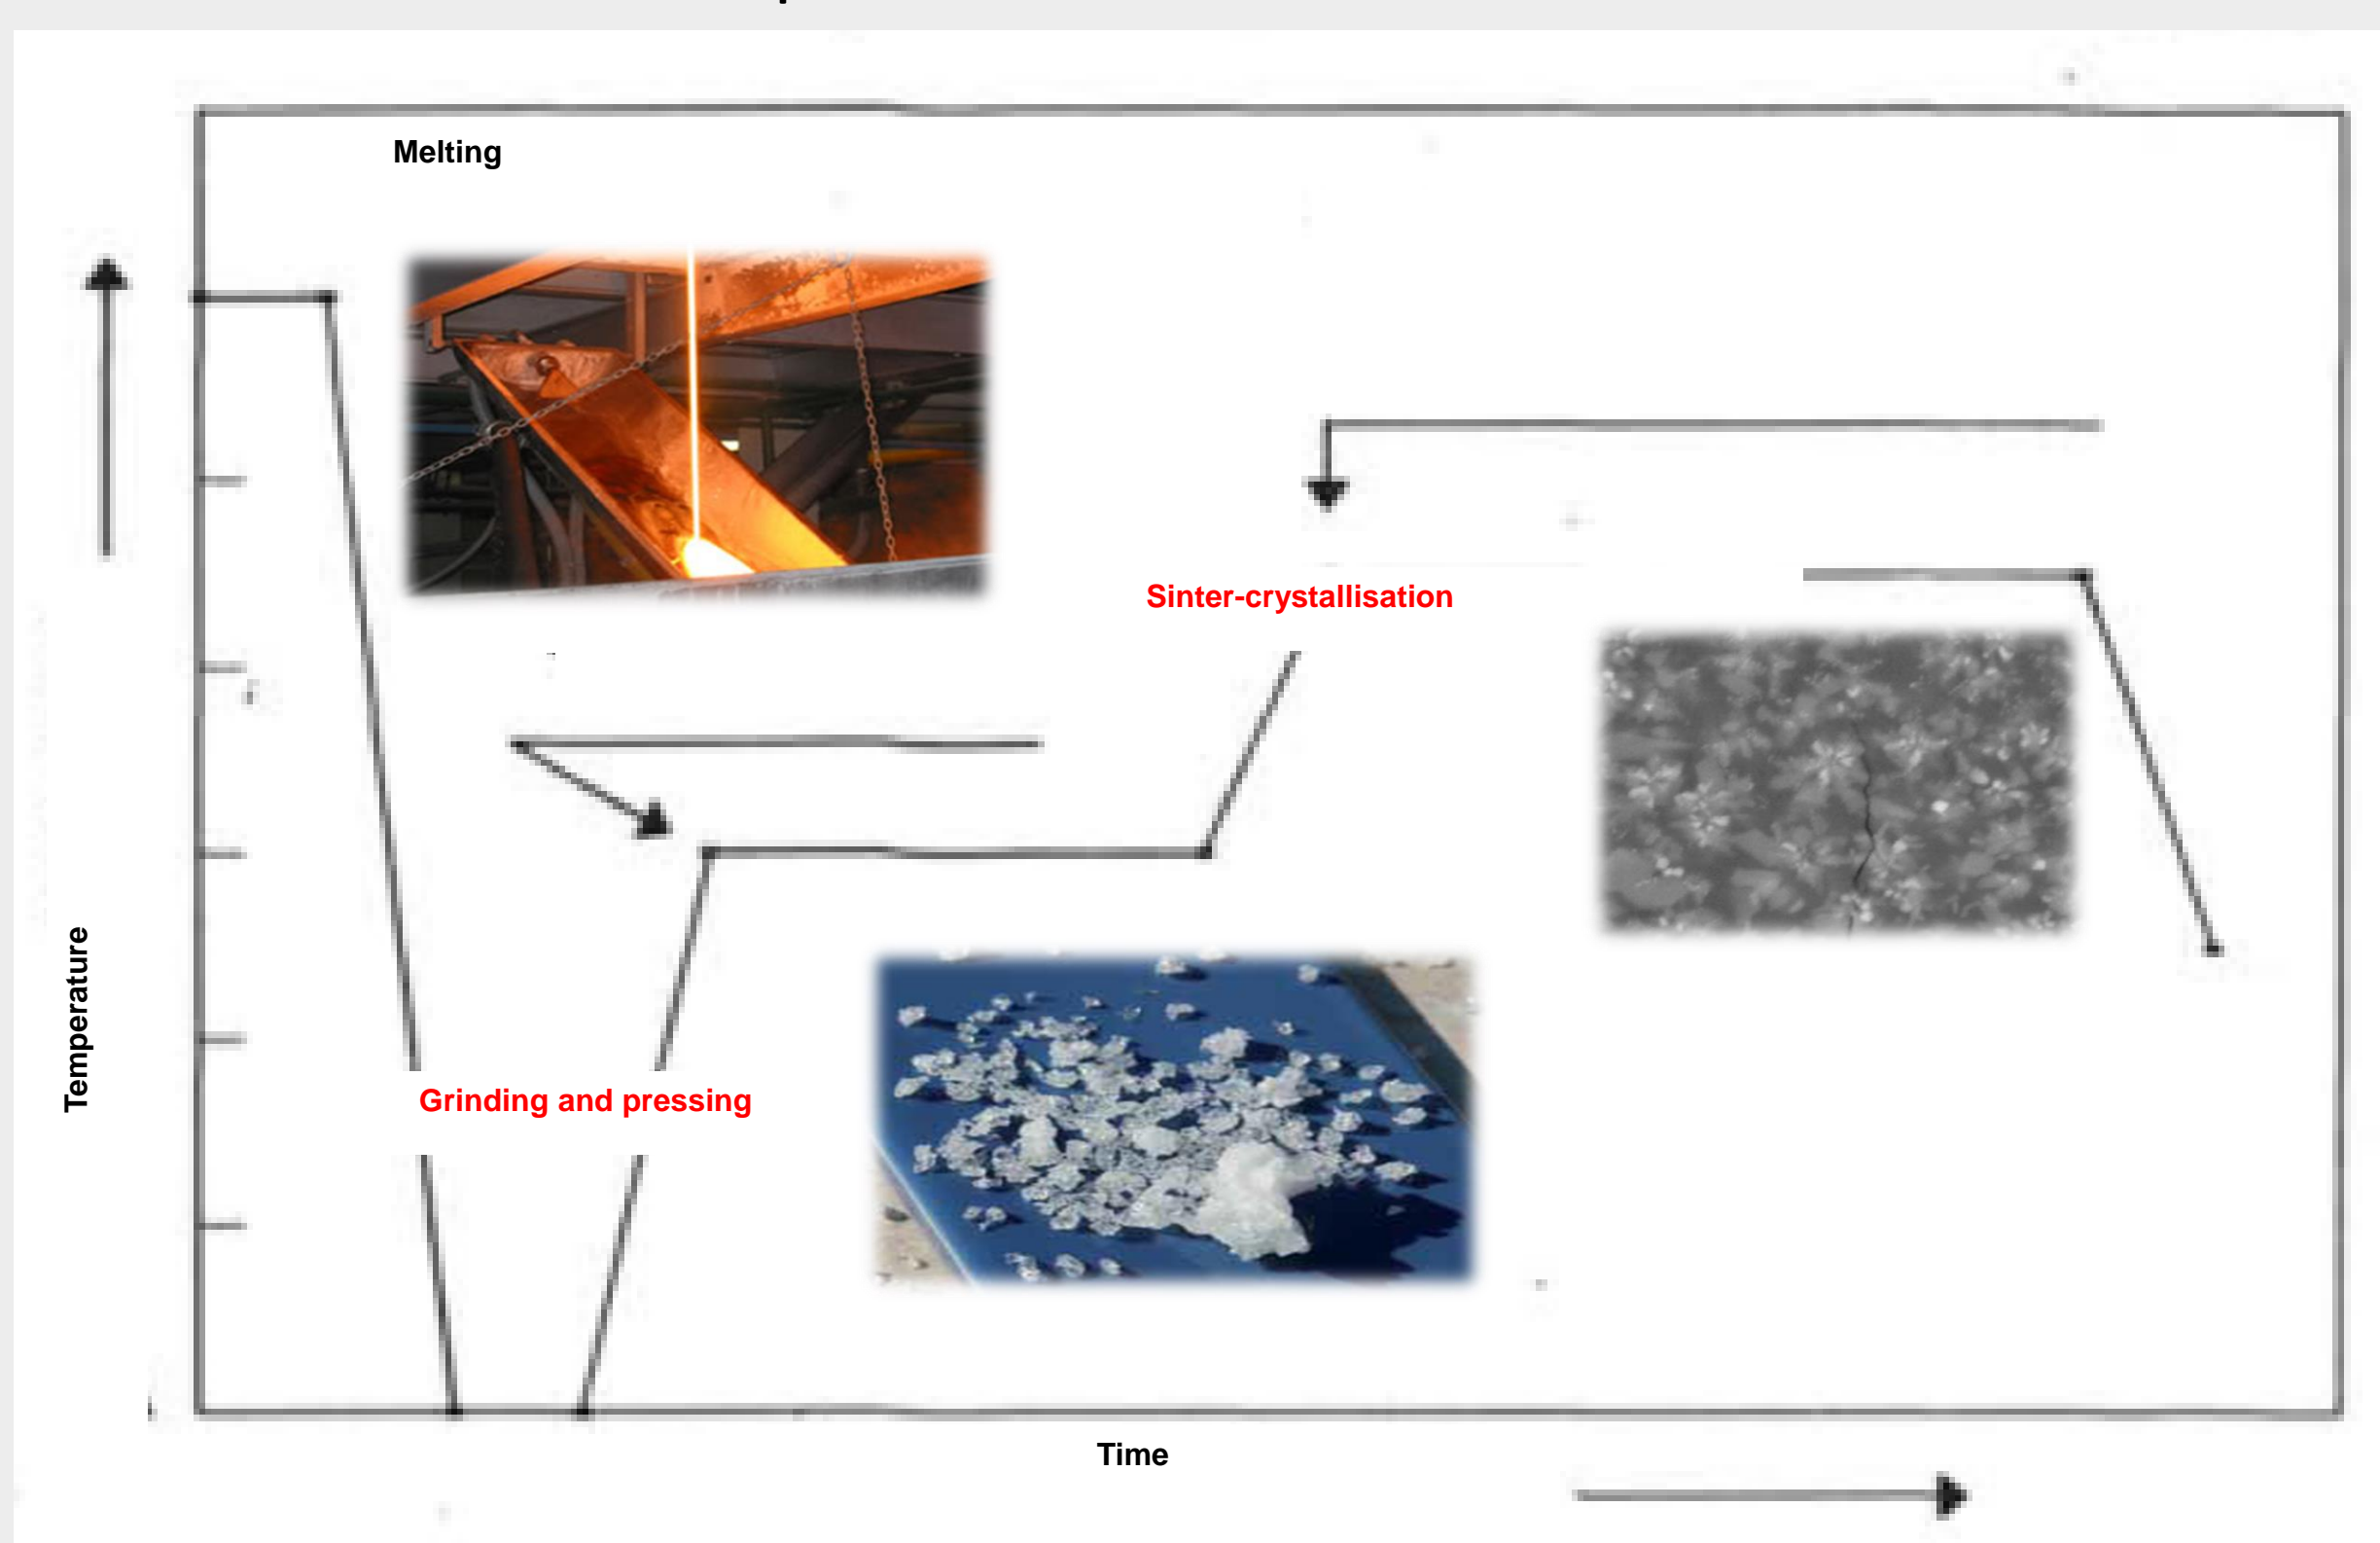 Melting
Sinter-crystallisation
Temperature
Grinding and pressing
Time